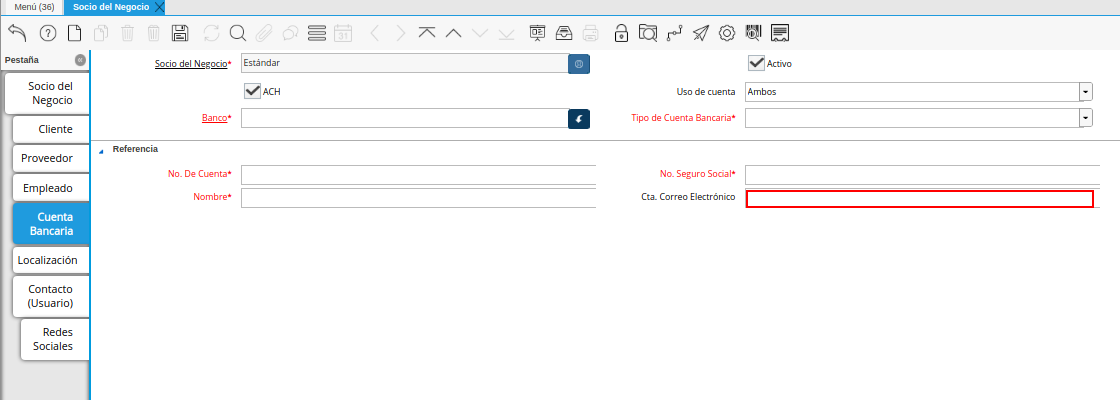 Menú (36)
Socio del Negocio
?
31
Pestaña
«
Socio del
Negocio
Cliente
Proveedor
Empleado
Cuenta
Bancaria
Localización
Contacto
(Usuario)
Redes
Sociales
Socio del Negocio* Estándar
Activo
ACH
Uso de cuenta Ambos
Banco*
Tipo de Cuenta Bancaria*
Referencia
No. De Cuenta*
No. Seguro Social*
Nombre*
Cta. Correo Electrónico